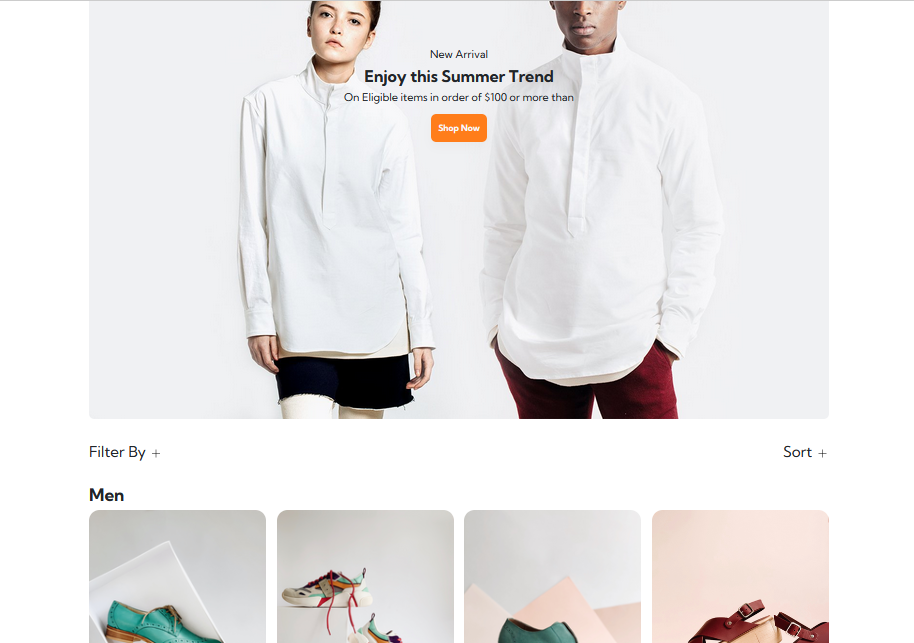 New Arrival
Enjoy this Summer Trend
On Eligible items in order of $100 or more than
Shop Now
Filter By +
Sort +
Men